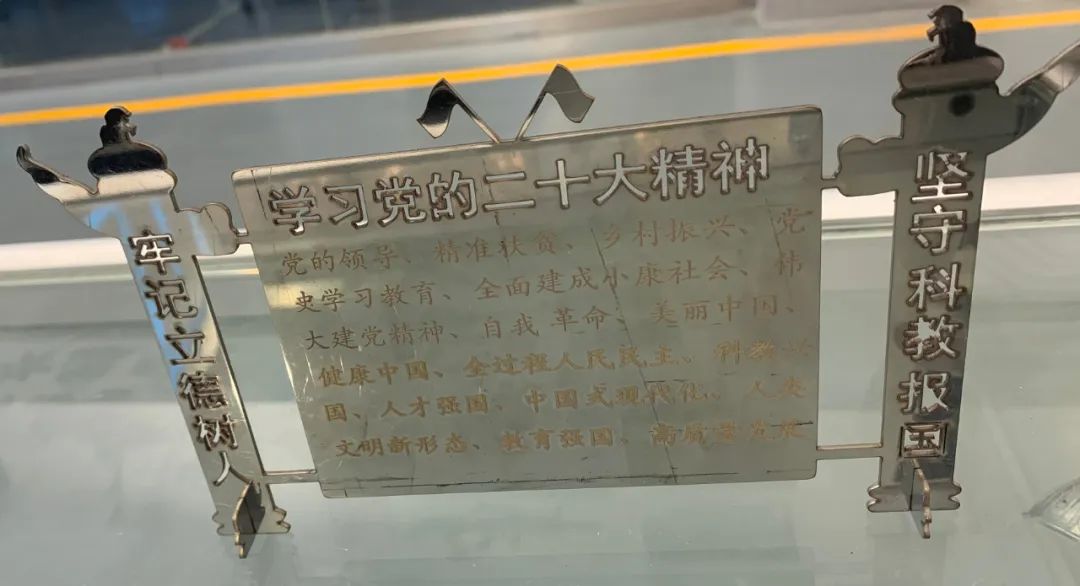 学习党的二十大精神
党的领导、精准扶贫、乡村振兴、党
史学习教育、全面建成小康社会、伟
大建党精神、自我革命、美丽中国、
健康中国、全过程人民民主、科教兴
国、人才强国、中国式现代化、人类
文明新形态、教育强国、高质量发展
牢记立德树人
坚守科教报国